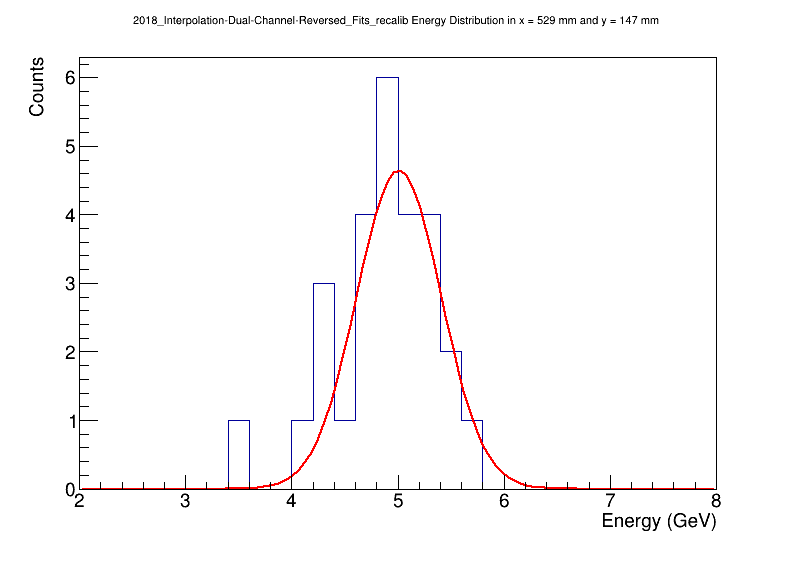 2018_Interpolation-Dual-Channel-Reversed_Fits_recalib Energy Distribution in x = 529 mm and y = 147 mm
Counts
6
5
4
3
2
1
0
2 3 4 5 6 7 8
Energy (GeV)